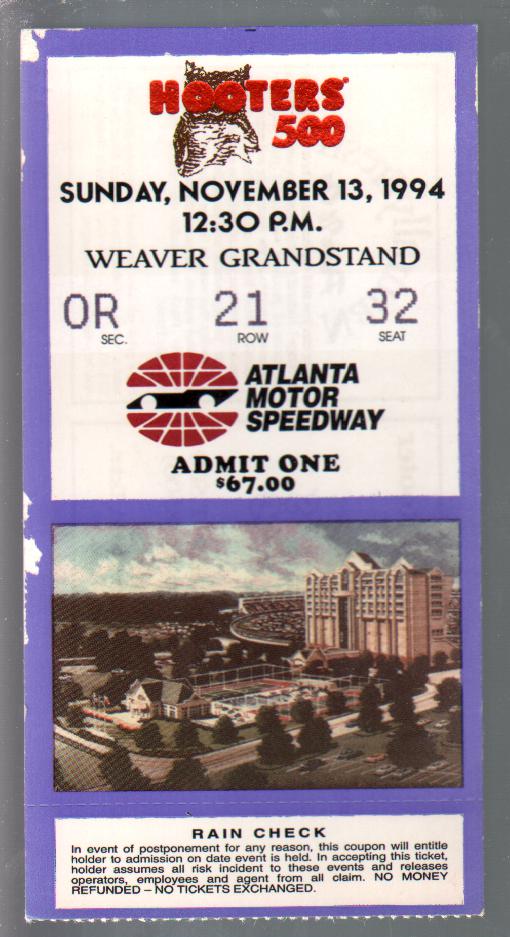 HOOTERS
500
SUNDAY, NOVEMBER 13, 1994
12:30 P.M.
WEAVER GRANDSTAND
OR 21 32
SEC. ROW SEAT
ATLANTA
MOTOR
SPEEDWAY
ADMIT ONE
$67.00
RAIN CHECK
In event of postponement for any reason, this coupon will entitle
holder to admission on date event is held. In accepting this ticket,
holder assumes all risk incident to these events and releases
operators, employees and agent from all claim. NO MONEY
REFUNDED – NO TICKETS EXCHANGED.